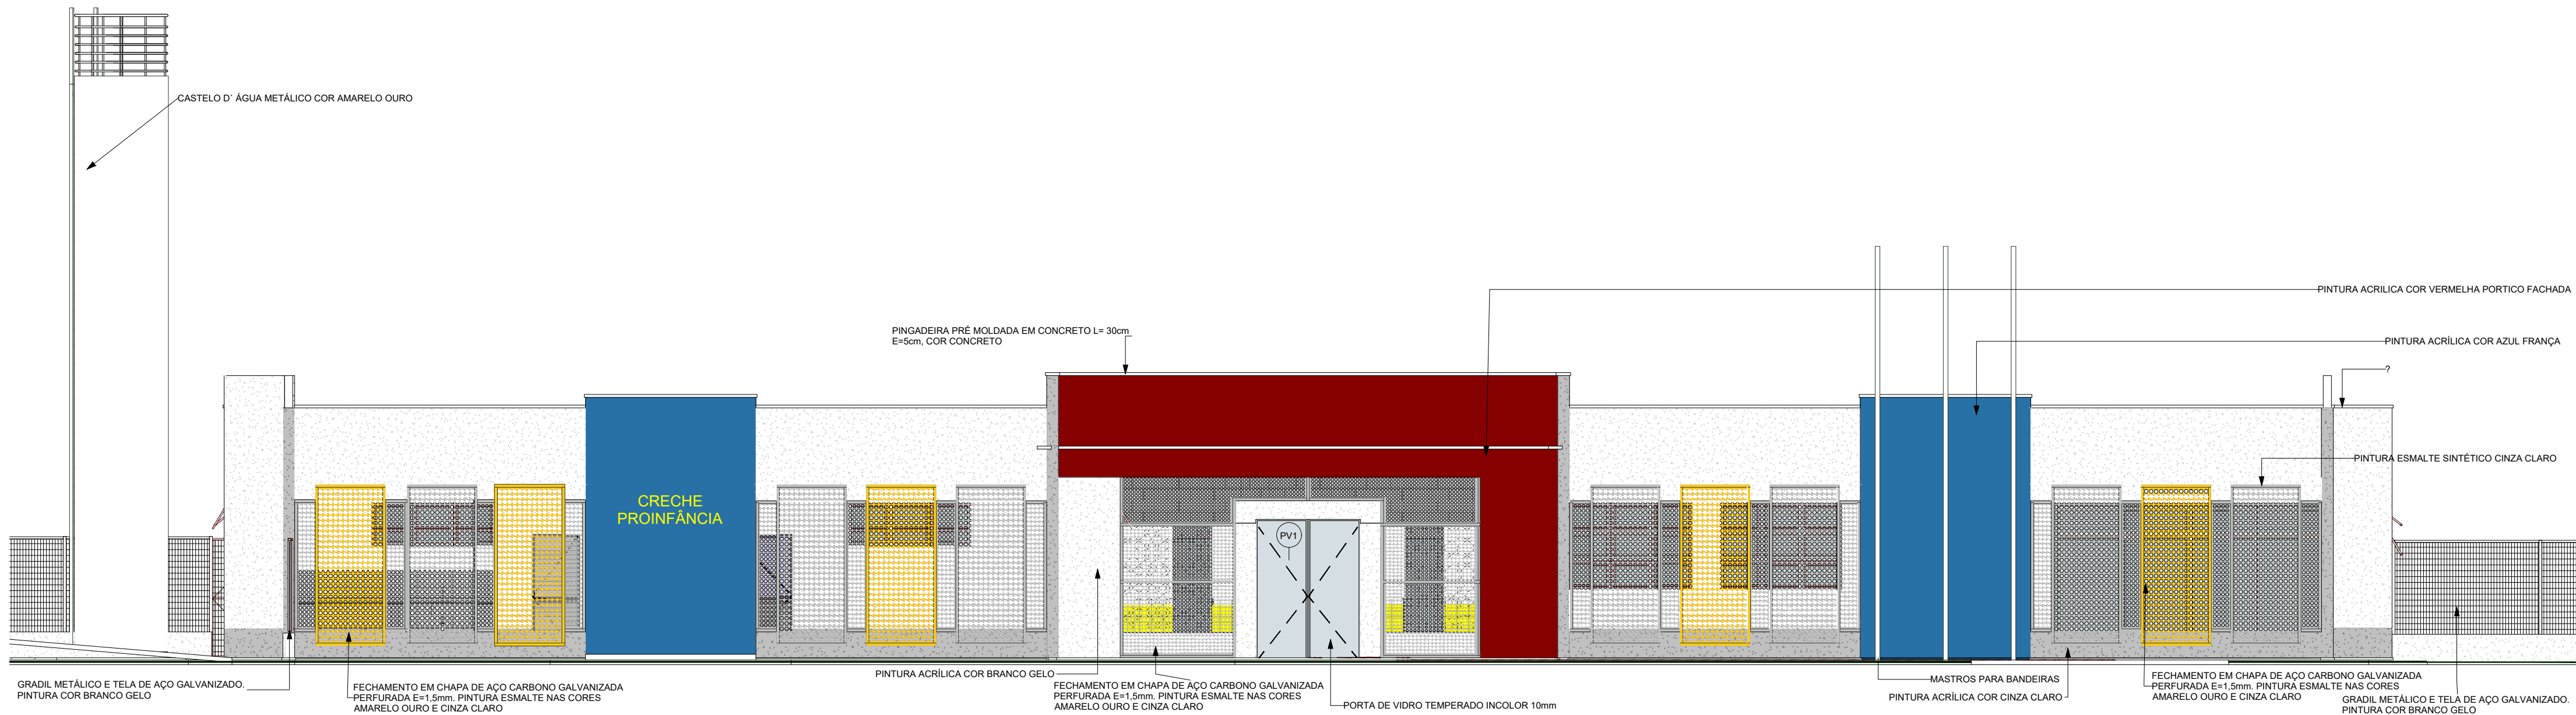 CASTELO D` ÁGUA METÁLICO COR AMARELO OURO
PINTURA ACRILICA COR VERMELHA PORTICO FACHADA
PINGADEIRA PRÉ MOLDADA EM CONCRETO L= 30cm
E=5cm, COR CONCRETO
PINTURA ACRÍLICA COR AZUL FRANÇA
?
PINTURA ESMALTE SINTÉTICO CINZA CLARO
CRECHE
PROINFÂNCIA
PV1
GRADIL METÁLICO E TELA DE AÇO GALVANIZADO.
PINTURA COR BRANCO GELO
FECHAMENTO EM CHAPA DE AÇO CARBONO GALVANIZADA
PERFURADA E=1,5mm. PINTURA ESMALTE NAS CORES
AMARELO OURO E CINZA CLARO
PINTURA ACRÍLICA COR BRANCO GELO
FECHAMENTO EM CHAPA DE AÇO CARBONO GALVANIZADA
PERFURADA E=1,5mm. PINTURA ESMALTE NAS CORES
AMARELO OURO E CINZA CLARO
PORTA DE VIDRO TEMPERADO INCOLOR 10mm
MASTROS PARA BANDEIRAS
PINTURA ACRÍLICA COR CINZA CLARO
FECHAMENTO EM CHAPA DE AÇO CARBONO GALVANIZADA
PERFURADA E=1,5mm. PINTURA ESMALTE NAS CORES
AMARELO OURO E CINZA CLARO
GRADIL METÁLICO E TELA DE AÇO GALVANIZADO.
PINTURA COR BRANCO GELO